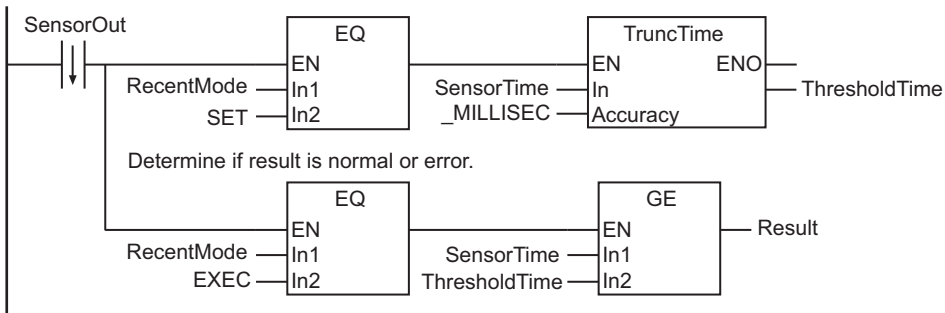 SensorOut
EQ
TruncTime
EN
EN
ENO
RecentMode
In1
SensorTime
In
ThresholdTime
SET
In2
_MILLISEC
Accuracy
Determine if result is normal or error.
EQ
GE
EN
EN
Result
RecentMode
In1
SensorTime
In1
EXEC
In2
ThresholdTime
In2